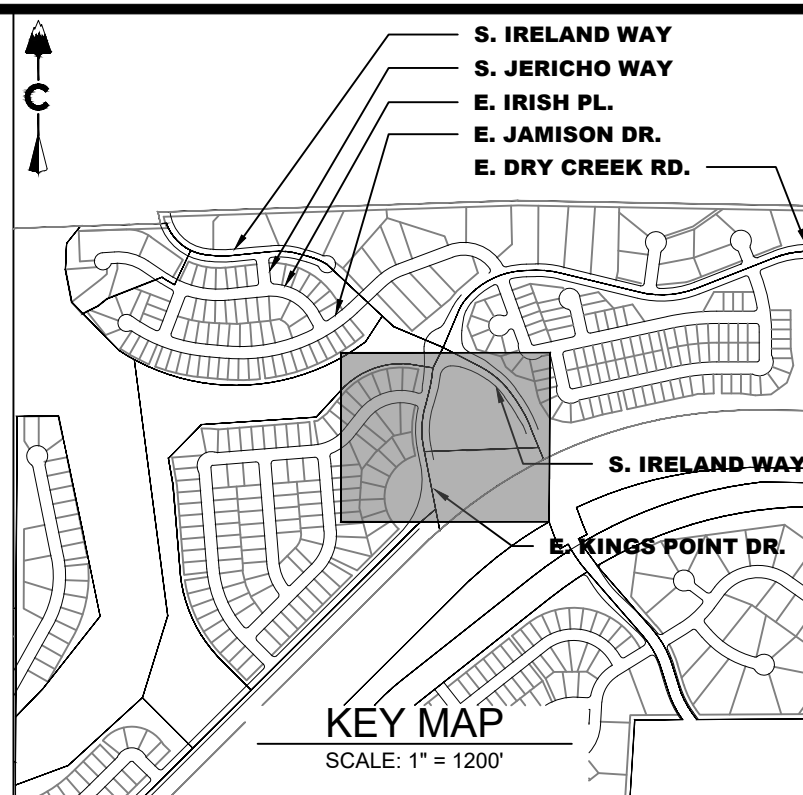 S. IRELAND WAY
S. JERICHO WAY
E. IRISH PL.
E. JAMISON DR.
E. DRY CREEK RD.
C
S. IRELAND WAY
E. KINGS POINT DR.
KEY MAP
SCALE: 1" = 1200'